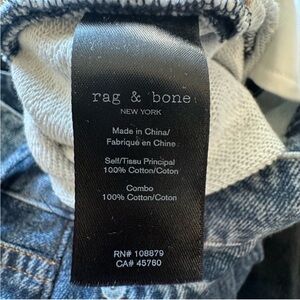 rag & bone
NEW YORK
Made in China/
Fabriqué en Chine
Self/Tissu Principal
100% Cotton/Coton
Combo
100% Cotton/Coton
RN# 108879
CA# 45760